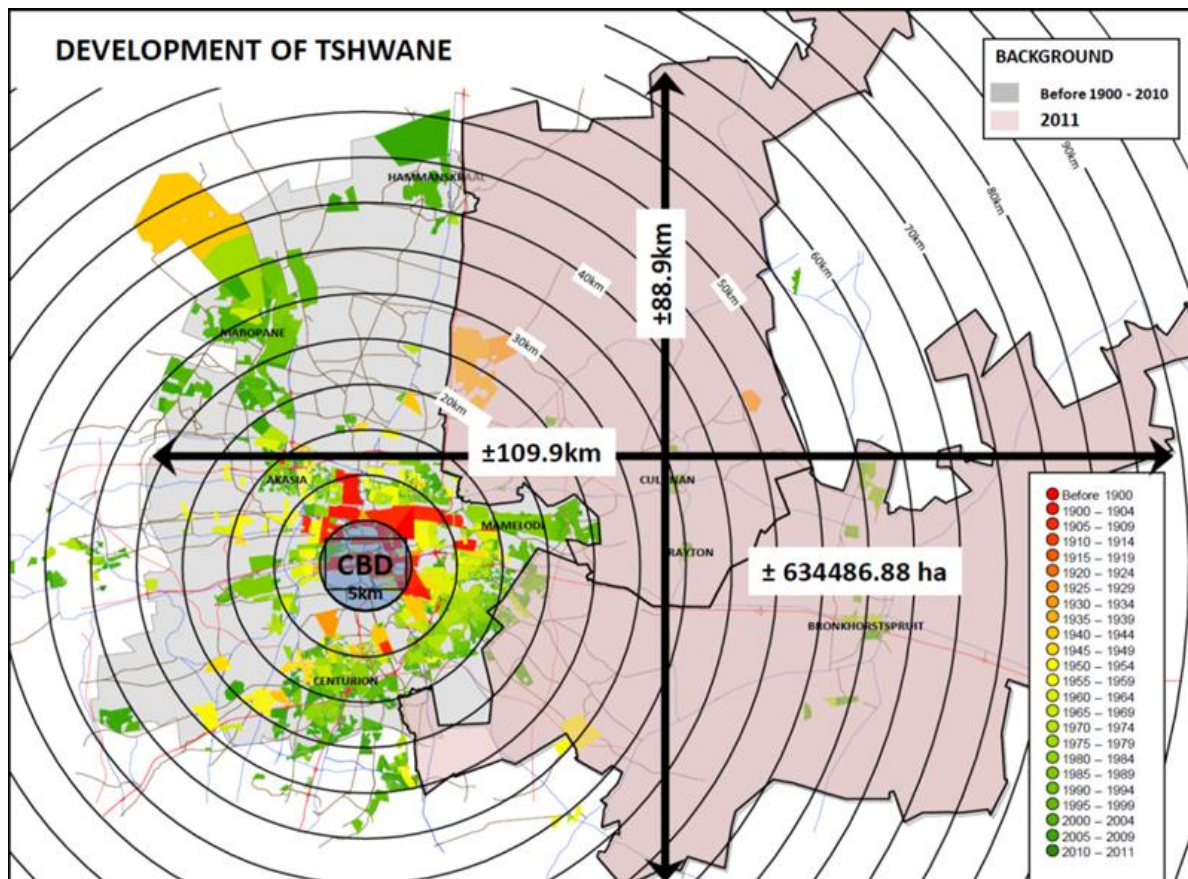 DEVELOPMENT OF TSHWANE
BACKGROUND
Before 1900 - 2010
2011
90km
80km
70km
60km
50km
40km
30km
20km
HAMMANSKRAAL
±88.9km
MABOPANE
±109.9km
AKASIA
CULLINAN
MAMELODI
RAYTON
CBD
5km
± 634486.88 ha
BRONKHORSTSPRUIT
CENTURION
Before 1900
1900 – 1904
1905 – 1909
1910 – 1914
1915 – 1919
1920 – 1924
1925 – 1929
1930 – 1934
1935 – 1939
1940 – 1944
1945 – 1949
1950 – 1954
1955 – 1959
1960 – 1964
1965 – 1969
1970 – 1974
1975 – 1979
1980 – 1984
1985 – 1989
1990 – 1994
1995 – 1999
2000 – 2004
2005 – 2009
2010 – 2011